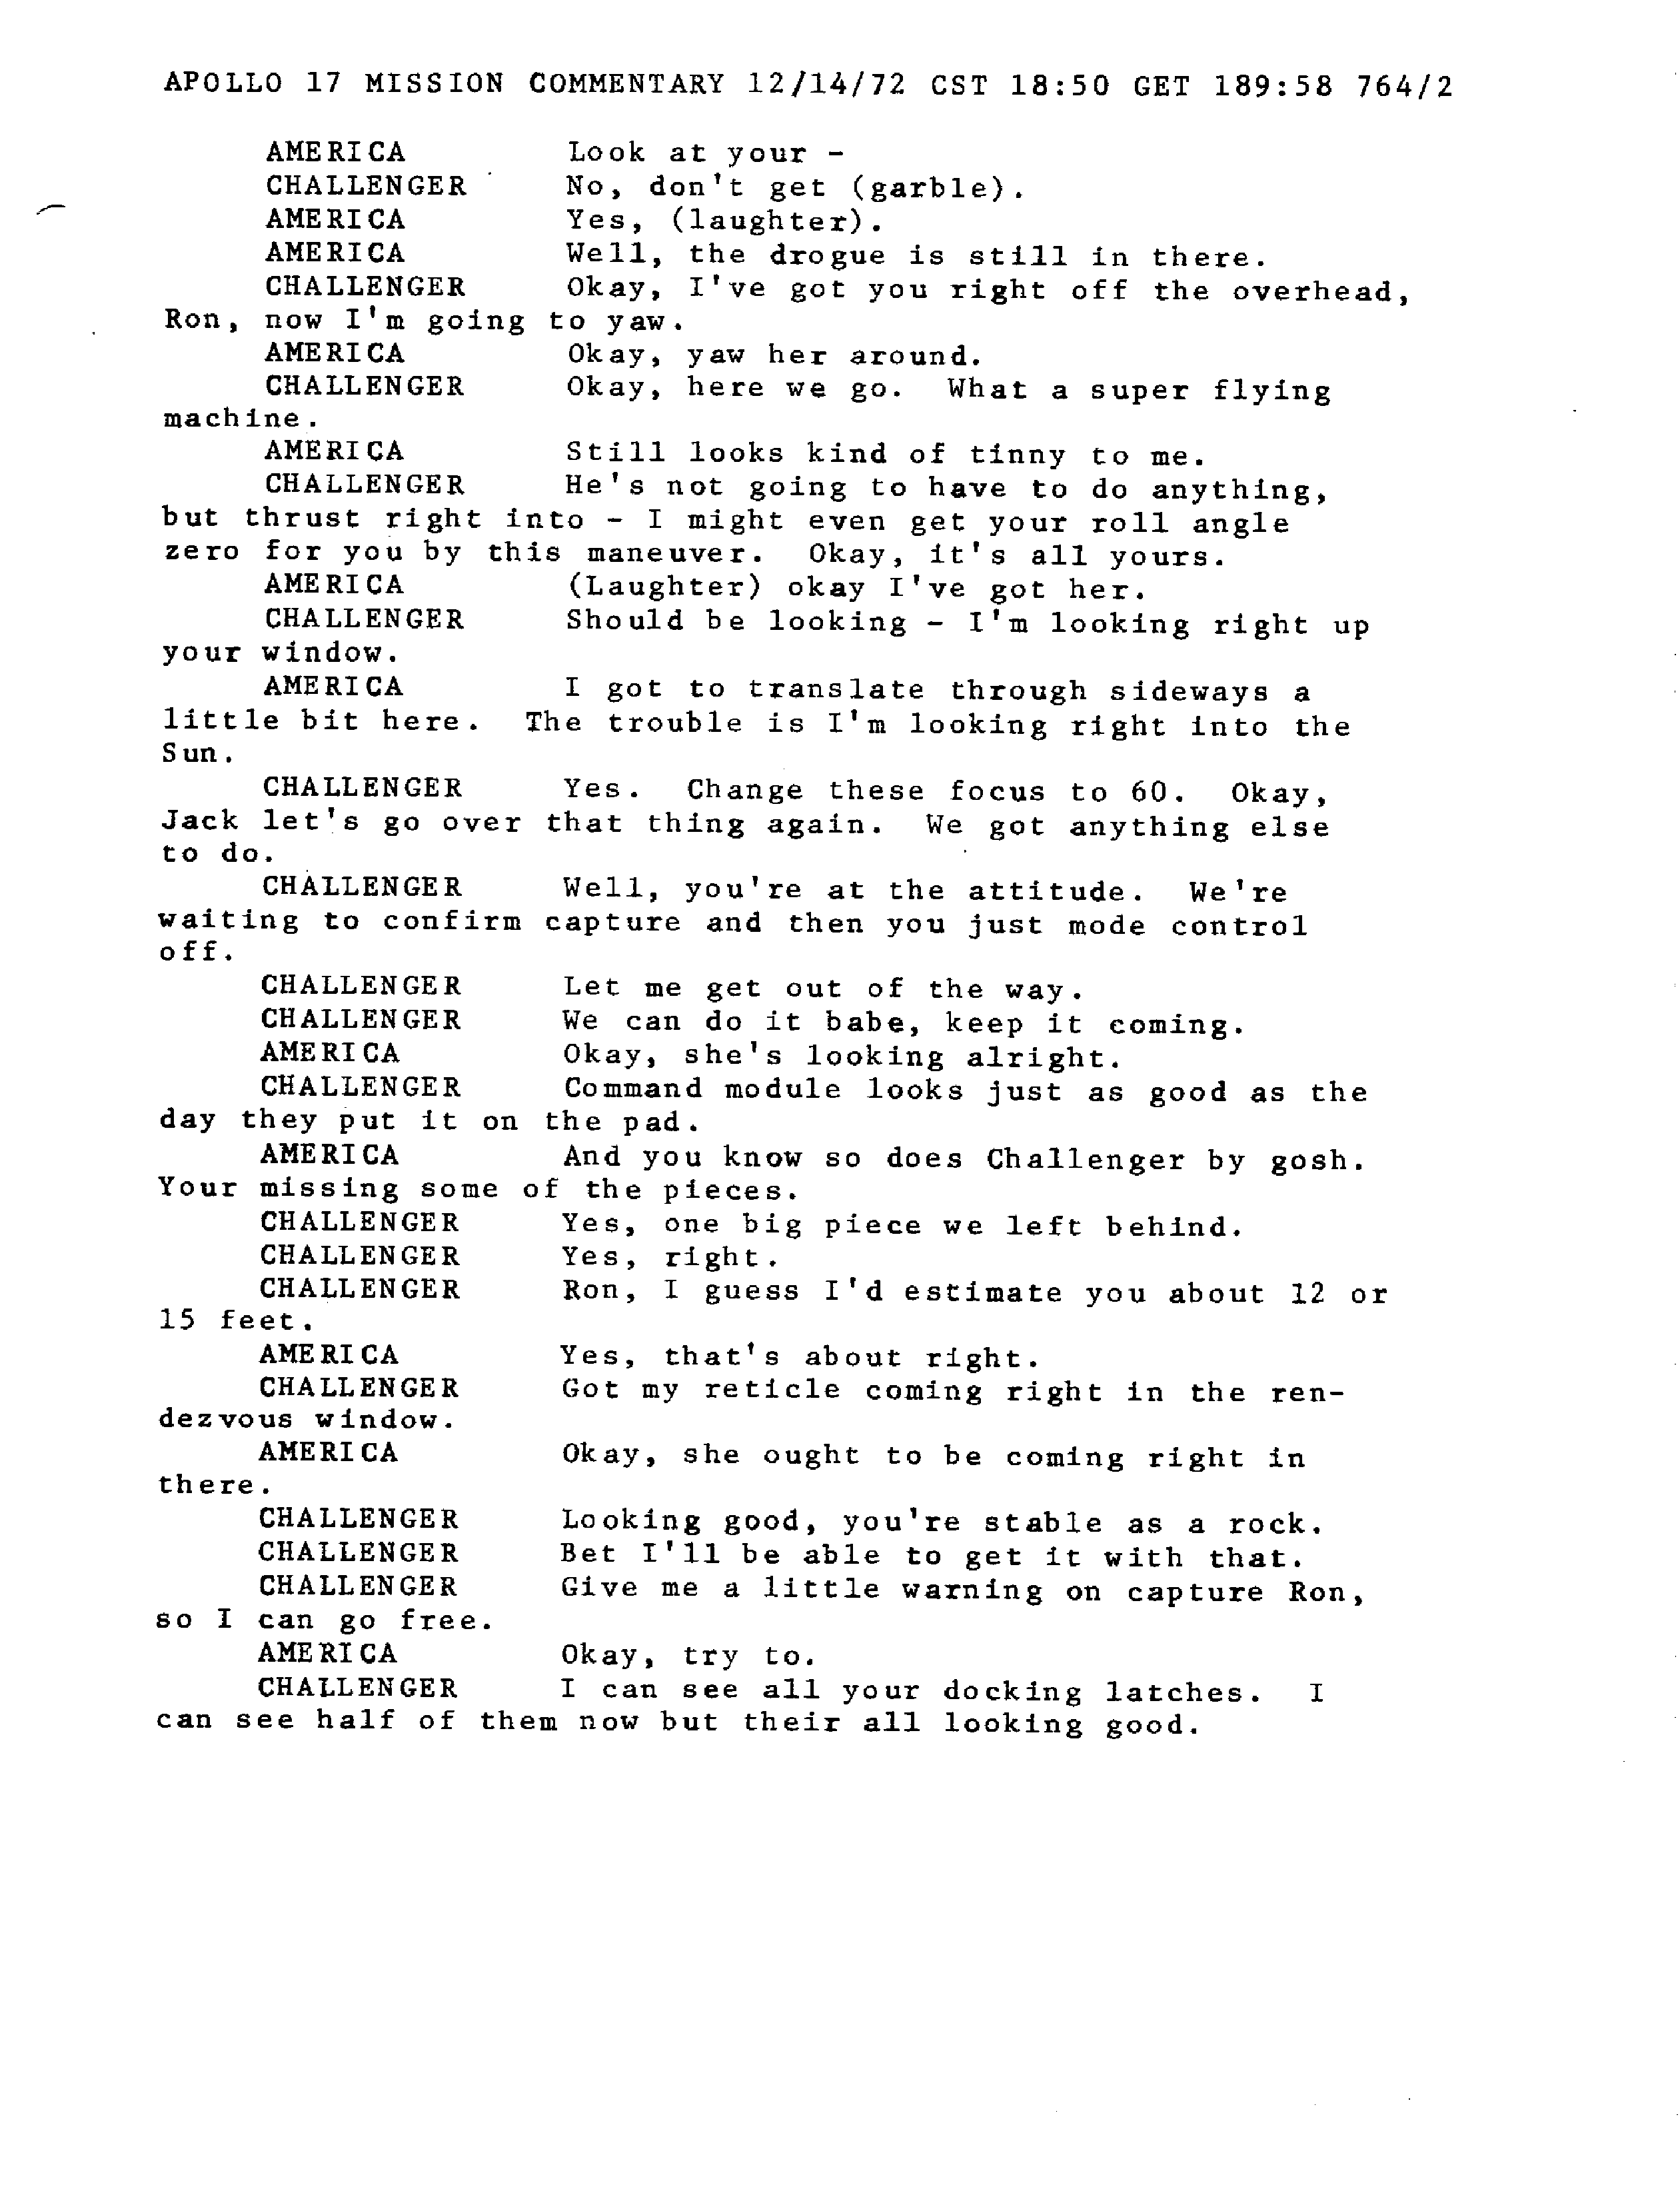 APOLLO 17 MISSION COMMENTARY 12/14/72 CST 18:50 GET 189:58 764/2
AMERICA Look at your -
CHALLENGER No, don't get (garble).
AMERICA Yes, (laughter).
AMERICA Well, the drogue is still in there.
CHALLENGER Okay, I've got you right off the overhead,
Ron, now I'm going to yaw.
AMERICA Okay, yaw her around.
CHALLENGER Okay, here we go. What a super flying
machine.
AMERICA Still looks kind of tinny to me.
CHALLENGER He's not going to have to do anything,
but thrust right into - I might even get your roll angle
zero for you by this maneuver. Okay, it's all yours.
AMERICA (Laughter) okay I've got her.
CHALLENGER Should be looking - I'm looking right up
your window.
AMERICA I got to translate through sideways a
little bit here. The trouble is I'm looking right into the
Sun.
CHALLENGER Yes. Change these focus to 60. Okay,
Jack let's go over that thing again. We got anything else
to do.
CHALLENGER Well, you're at the attitude. We're
waiting to confirm capture and then you just mode control
off.
CHALLENGER Let me get out of the way.
CHALLENGER We can do it babe, keep it coming.
AMERICA Okay, she's looking alright.
CHALLENGER Command module looks just as good as the
day they put it on the pad.
AMERICA And you know so does Challenger by gosh.
Your missing some of the pieces.
CHALLENGER Yes, one big piece we left behind.
CHALLENGER Yes, right.
CHALLENGER Ron, I guess I'd estimate you about 12 or
15 feet.
AMERICA Yes, that's about right.
CHALLENGER Got my reticle coming right in the ren-
dezvous window.
AMERICA Okay, she ought to be coming right in
there.
CHALLENGER Looking good, you're stable as a rock.
CHALLENGER Bet I'll be able to get it with that.
CHALLENGER Give me a little warning on capture Ron,
so I can go free.
AMERICA Okay, try to.
CHALLENGER I can see all your docking latches. I
can see half of them now but their all looking good.